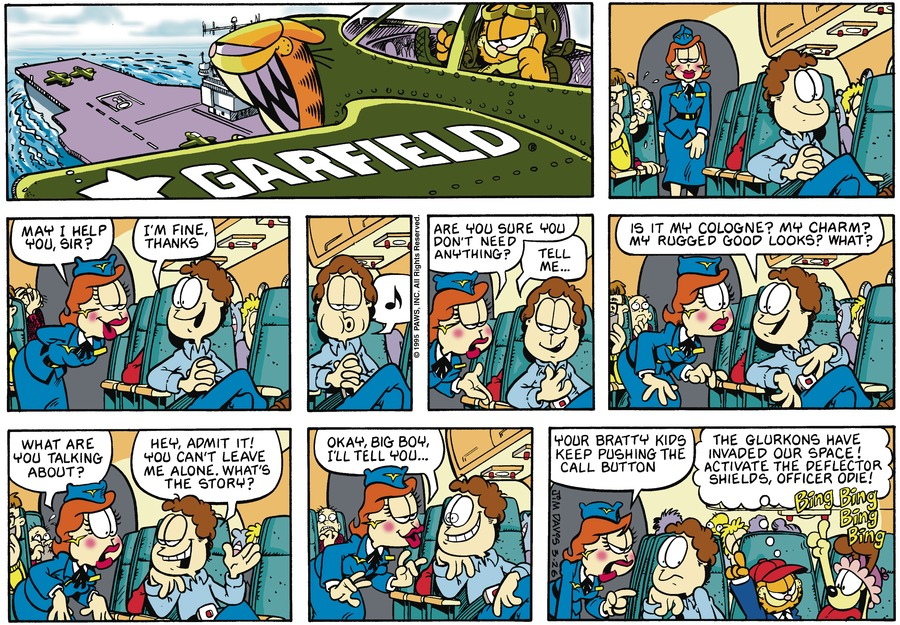 GARFIELD
MAY I HELP
YOU, SIR?
I'M FINE,
THANKS
© 1995 PAWS, INC. All Rights Reserved.
ARE YOU SURE YOU
DON'T NEED
ANYTHING?
TELL
ME...
IS IT MY COLOGNE? MY CHARM?
MY RUGGED GOOD LOOKS? WHAT?
WHAT ARE
YOU TALKING
ABOUT?
HEY, ADMIT IT!
YOU CAN'T LEAVE
ME ALONE. WHAT'S
THE STORY?
OKAY, BIG BOY,
I'LL TELL YOU...
YOUR BRATTY KIDS
KEEP PUSHING THE
CALL BUTTON
THE GLURKONS HAVE
INVADED OUR SPACE!
ACTIVATE THE DEFLECTOR
SHIELDS, OFFICER ODIE!
Bing Bing
Bing
Bing
JIM DAVIS 3-26